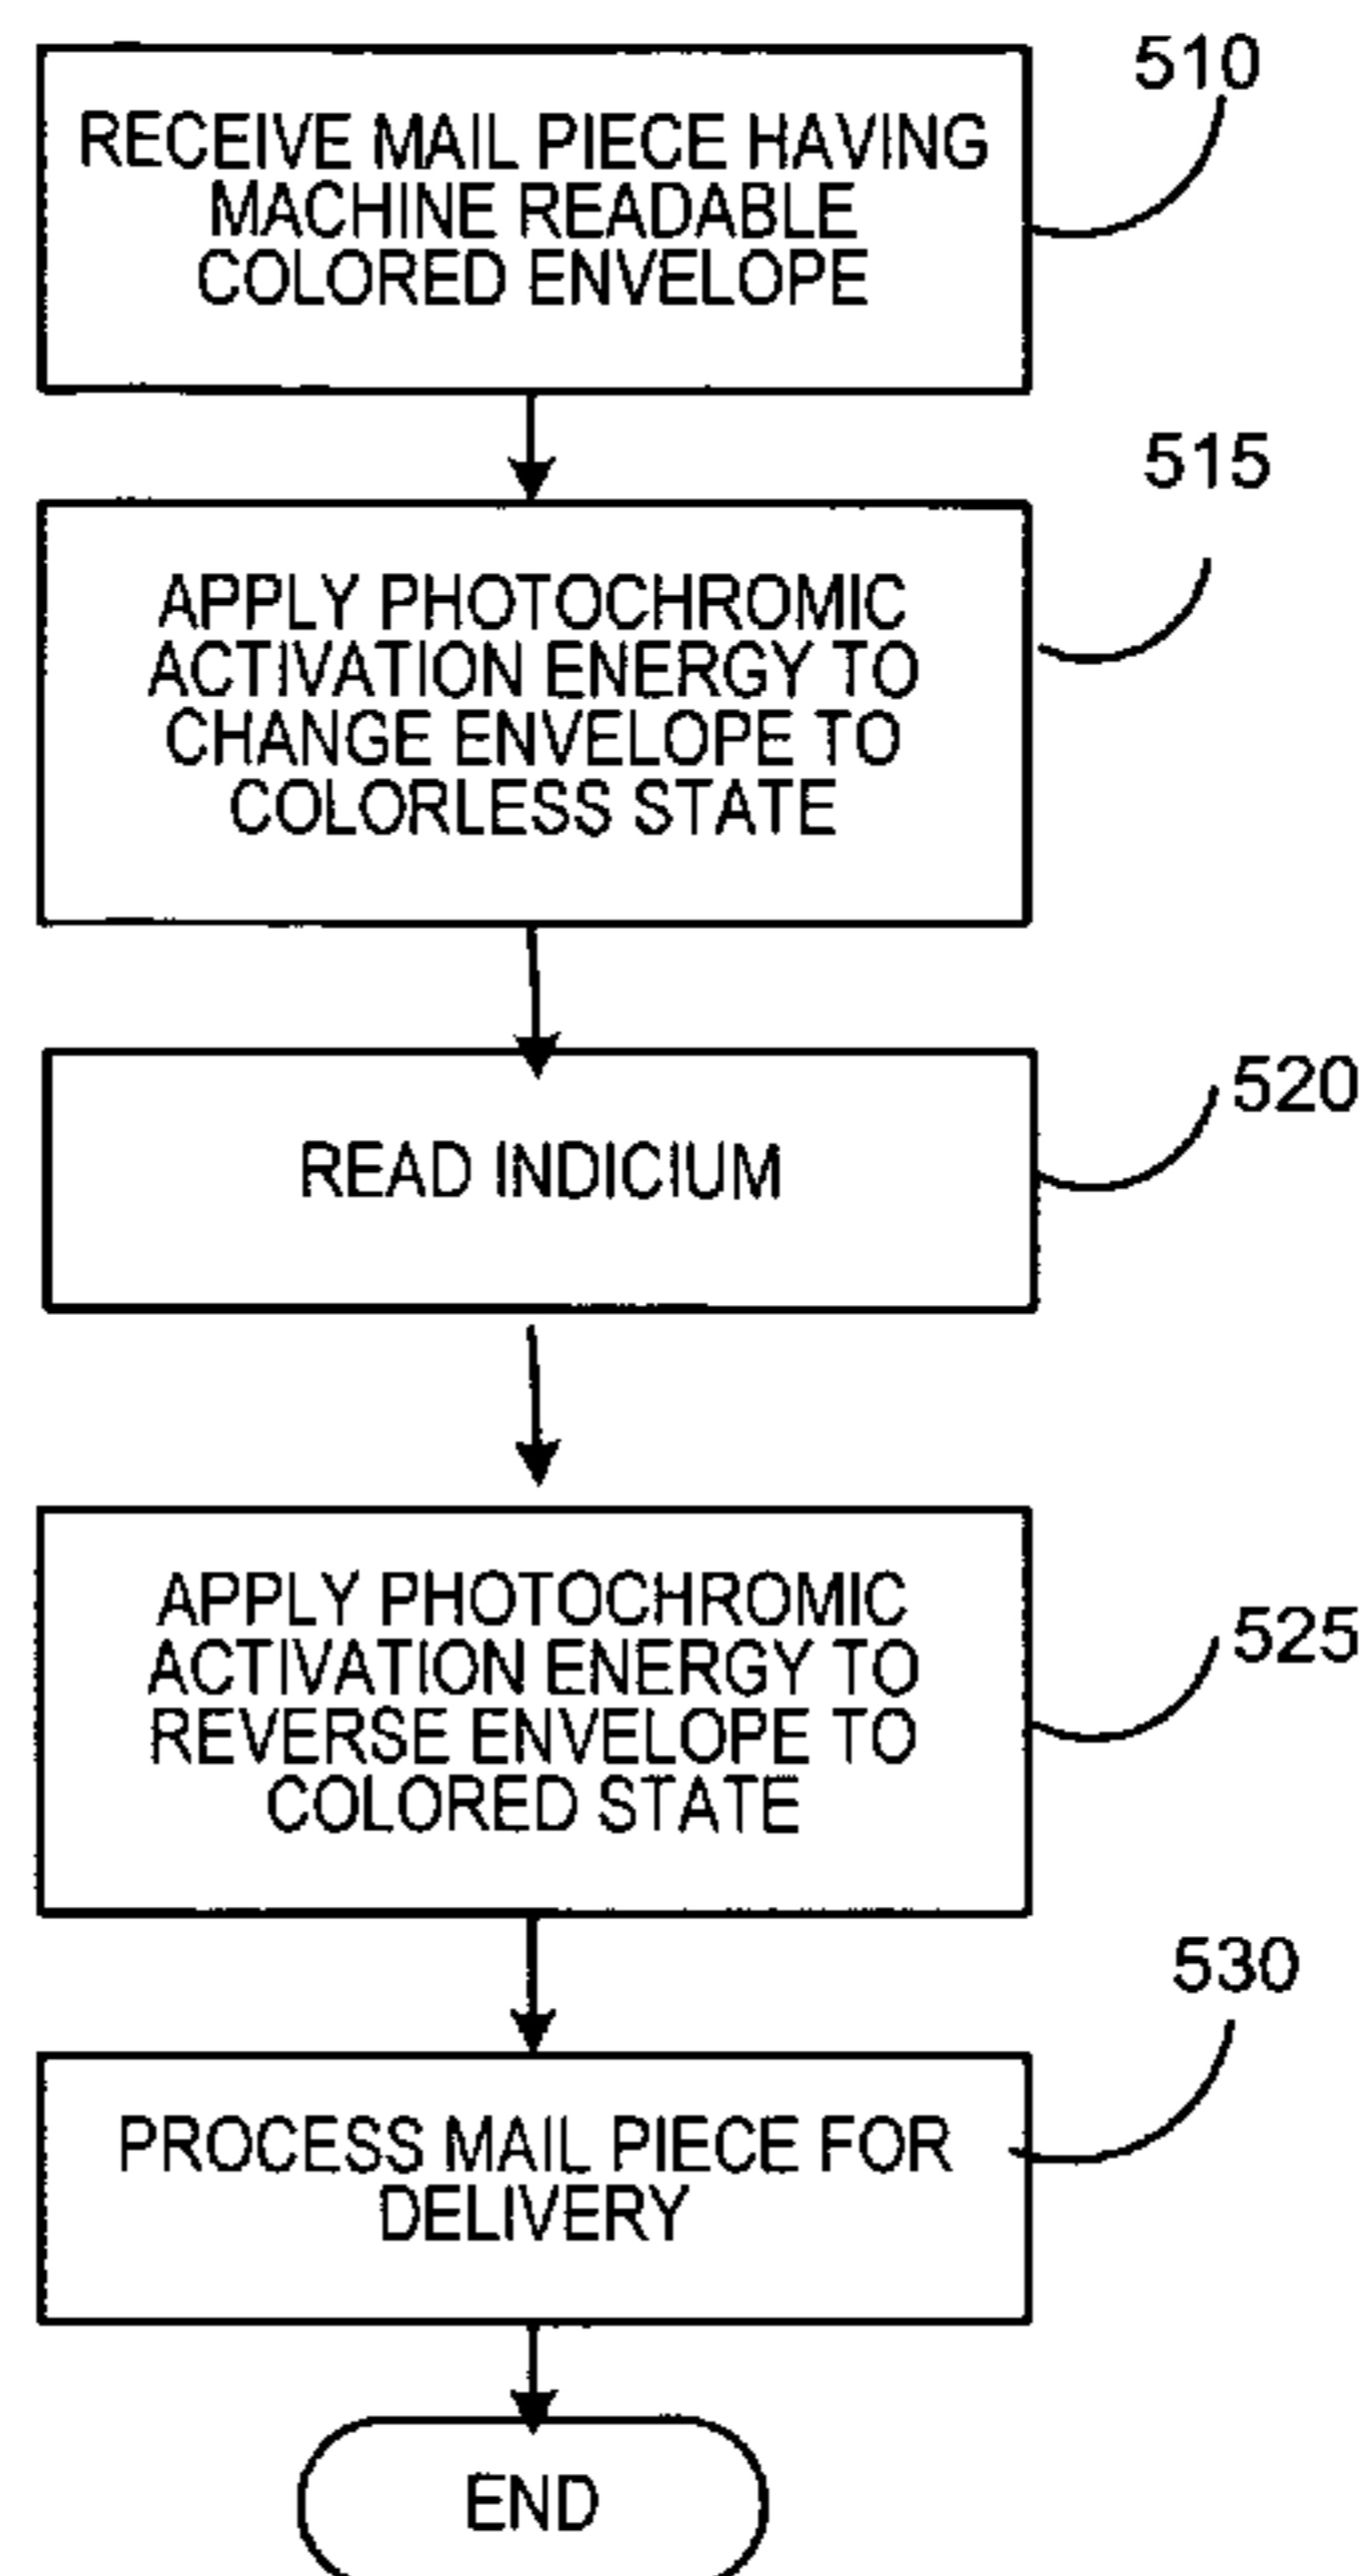 510
RECEIVE MAIL PIECE HAVING
MACHINE READABLE
COLORED ENVELOPE
515
APPLY PHOTOCHROMIC
ACTIVATION ENERGY TO
CHANGE ENVELOPE TO
COLORLESS STATE
520
READ INDICIUM
525
APPLY PHOTOCHROMIC
ACTIVATION ENERGY TO
REVERSE ENVELOPE TO
COLORED STATE
530
PROCESS MAIL PIECE FOR
DELIVERY
END